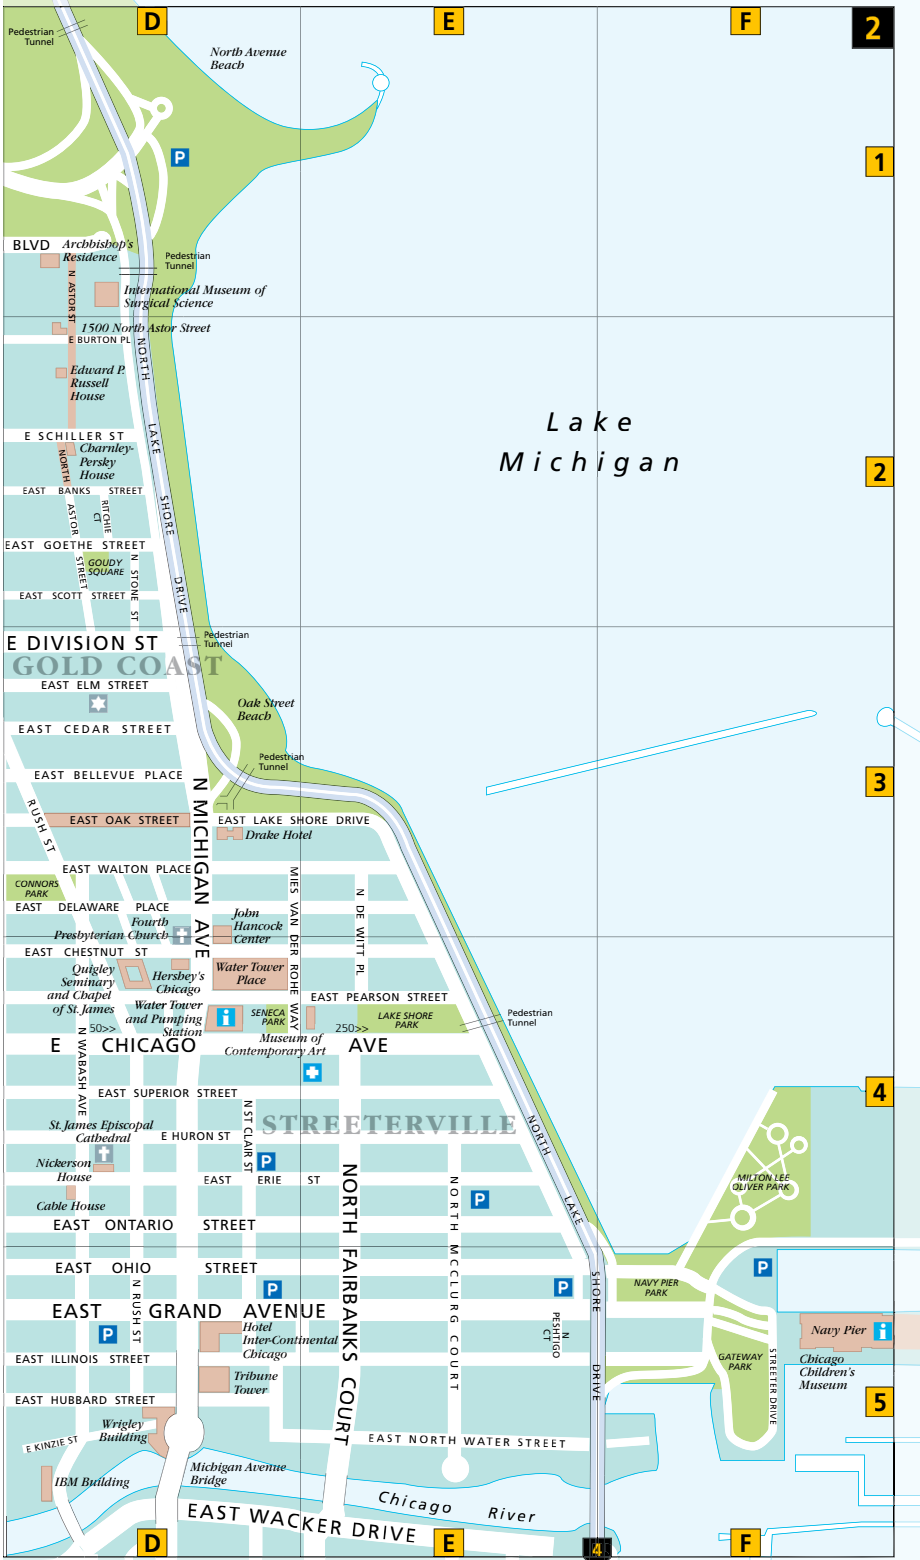 D
E
F
2
Pedestrian
Tunnel
North Avenue
Beach
P
1
BLVD
Archbishop's
Residence
Pedestrian
Tunnel
N ASTOR ST
International Museum of
Surgical Science
1500 North Astor Street
E BURTON PL
NORTH LAKE SHORE DRIVE
Edward P.
Russell
House
Lake
Michigan
E SCHILLER ST
Charnley-
Persky
House
NORTH ASTOR STREET
2
EAST BANKS STREET
RITCHIE
CT
EAST GOETHE STREET
GOUDY
SQUARE
N STONE ST
EAST SCOTT STREET
E DIVISION ST
Pedestrian
Tunnel
GOLD COAST
EAST ELM STREET
Oak Street
Beach
EAST CEDAR STREET
Pedestrian
Tunnel
EAST BELLEVUE PLACE
3
N MICHIGAN AVE
RUSH ST
EAST OAK STREET
EAST LAKE SHORE DRIVE
Drake Hotel
EAST WALTON PLACE
MIES VAN DER ROHE WAY
N DE WITT PL
CONNORS
PARK
EAST DELAWARE PLACE
Fourth
Presbyterian Church
John
Hancock
Center
EAST CHESTNUT ST
Quigley
Seminary
and Chapel
of St. James
Hershey's
Chicago
Water Tower
Place
EAST PEARSON STREET
Water Tower
and Pumping
Station
i
SENECA
PARK
LAKE SHORE
PARK
Pedestrian
Tunnel
50>>
250>>
N WABASH AVE
E CHICAGO AVE
Museum of
Contemporary Art
4
EAST SUPERIOR STREET
N ST CLAIR ST
STREETERVILLE
NORTH LAKE SHORE DRIVE
St. James Episcopal
Cathedral
E HURON ST
P
Nickerson
House
NORTH FAIRBANKS COURT
EAST ERIE ST
NORTH MCCLURG COURT
P
MILTON LEE
OLIVER PARK
Cable House
EAST ONTARIO STREET
EAST OHIO STREET
P
P
P
NAVY PIER
PARK
N RUSH ST
EAST GRAND AVENUE
P
Hotel
Inter-Continental
Chicago
N
PESHTIGO
CT
Navy Pier
i
EAST ILLINOIS STREET
GATEWAY
PARK
STREETER DRIVE
Chicago
Children's
Museum
Tribune
Tower
5
EAST HUBBARD STREET
Wrigley
Building
E KINZIE ST
EAST NORTH WATER STREET
IBM Building
Michigan Avenue
Bridge
Chicago River
EAST WACKER DRIVE
D
E
4
F